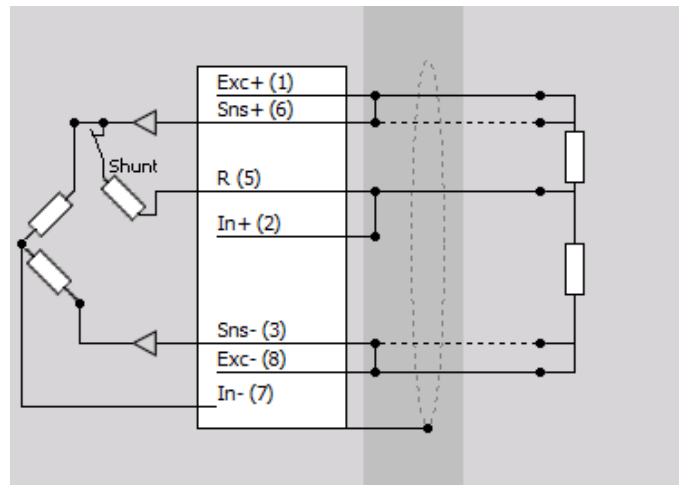 Exc+ (1)
Sns+ (6)
Shunt
R (5)
In+ (2)
Sns- (3)
Exc- (8)
In- (7)